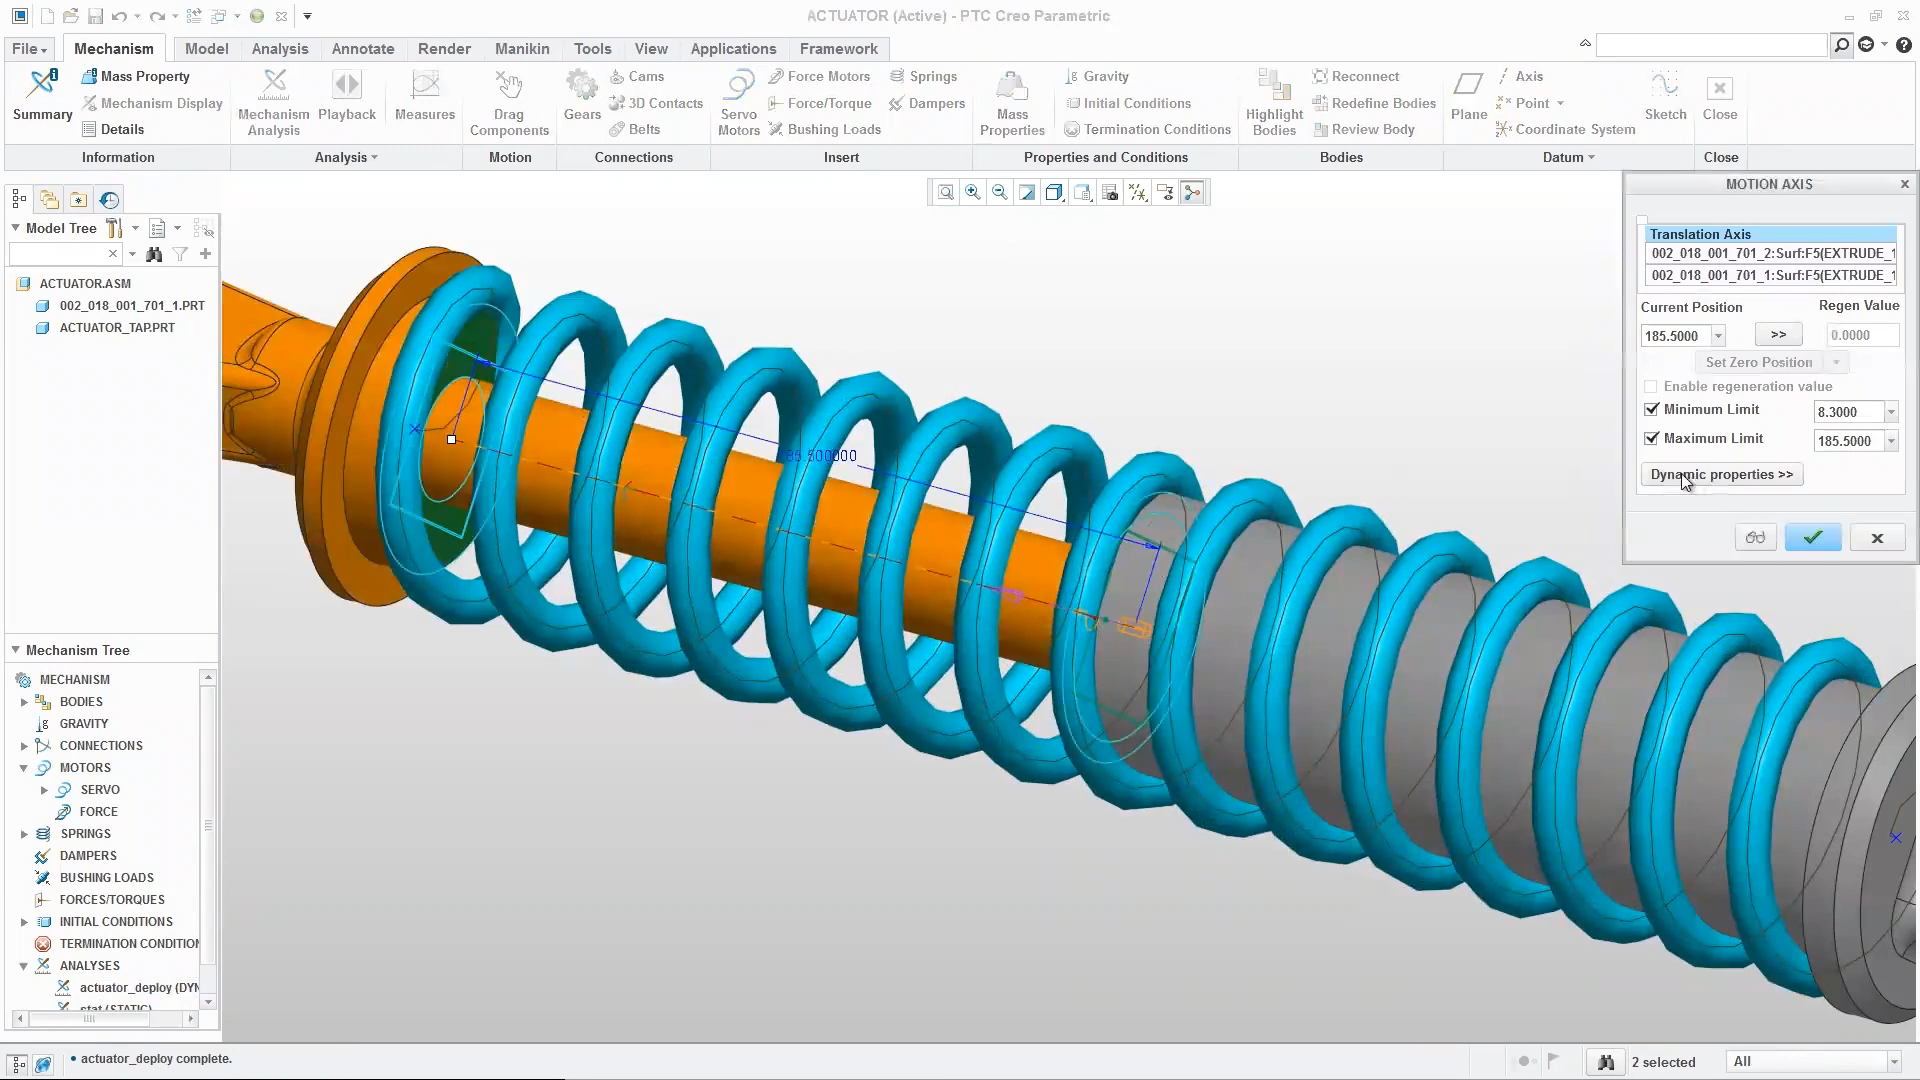 ACTUATOR (Active) - PTC Creo Parametric
File Mechanism Model Analysis Annotate Render Engine Manikin Tools View Applications Framework
Summary
Mass Property
Mechanism Display
Details
Information
Mechanism Analysis
Playback
Measures
Analysis
Drag Components
Motion
Gears
Cams
3D Contacts
Belts
Connections
Servo Motors
Force Motors
Force/Torque
Bushing Loads
Springs
Dampers
Insert
Mass Properties
Gravity
Initial Conditions
Termination Conditions
Properties and Conditions
Highlight Bodies
Reconnect
Redefine Bodies
Review Body
Bodies
Plane
Axis
Point
Coordinate System
Sketch
Datum
Close
Close
Model Tree
ACTUATOR.ASM
002_018_001_701_1.PRT
ACTUATOR_TAP.PRT
Mechanism Tree
MECHANISM
BODIES
GRAVITY
CONNECTIONS
MOTORS
SERVO
FORCE
SPRINGS
DAMPERS
BUSHING LOADS
FORCES/TORQUES
INITIAL CONDITIONS
TERMINATION CONDITION
ANALYSES
actuator_deploy (DYN
stat (STATIC)
MOTION AXIS
Translation Axis
002_018_001_701_2:Surf:F5(EXTRUDE_1
002_018_001_701_1:Surf:F5(EXTRUDE_1
Current Position
Regen Value
185.5000
>>
0.0000
Set Zero Position
Enable regeneration value
Minimum Limit
8.3000
Maximum Limit
185.5000
Dynamic properties >>
actuator_deploy complete.
2 selected
All